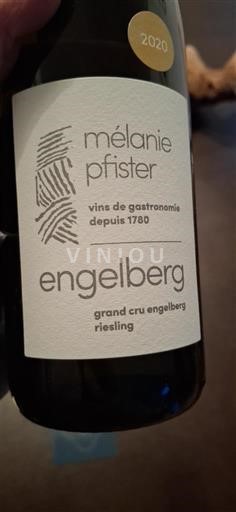 2020
mélanie
pfister
vins de gastronomie
depuis 1780
VINIOU
engelberg
grand cru engelberg
riesling